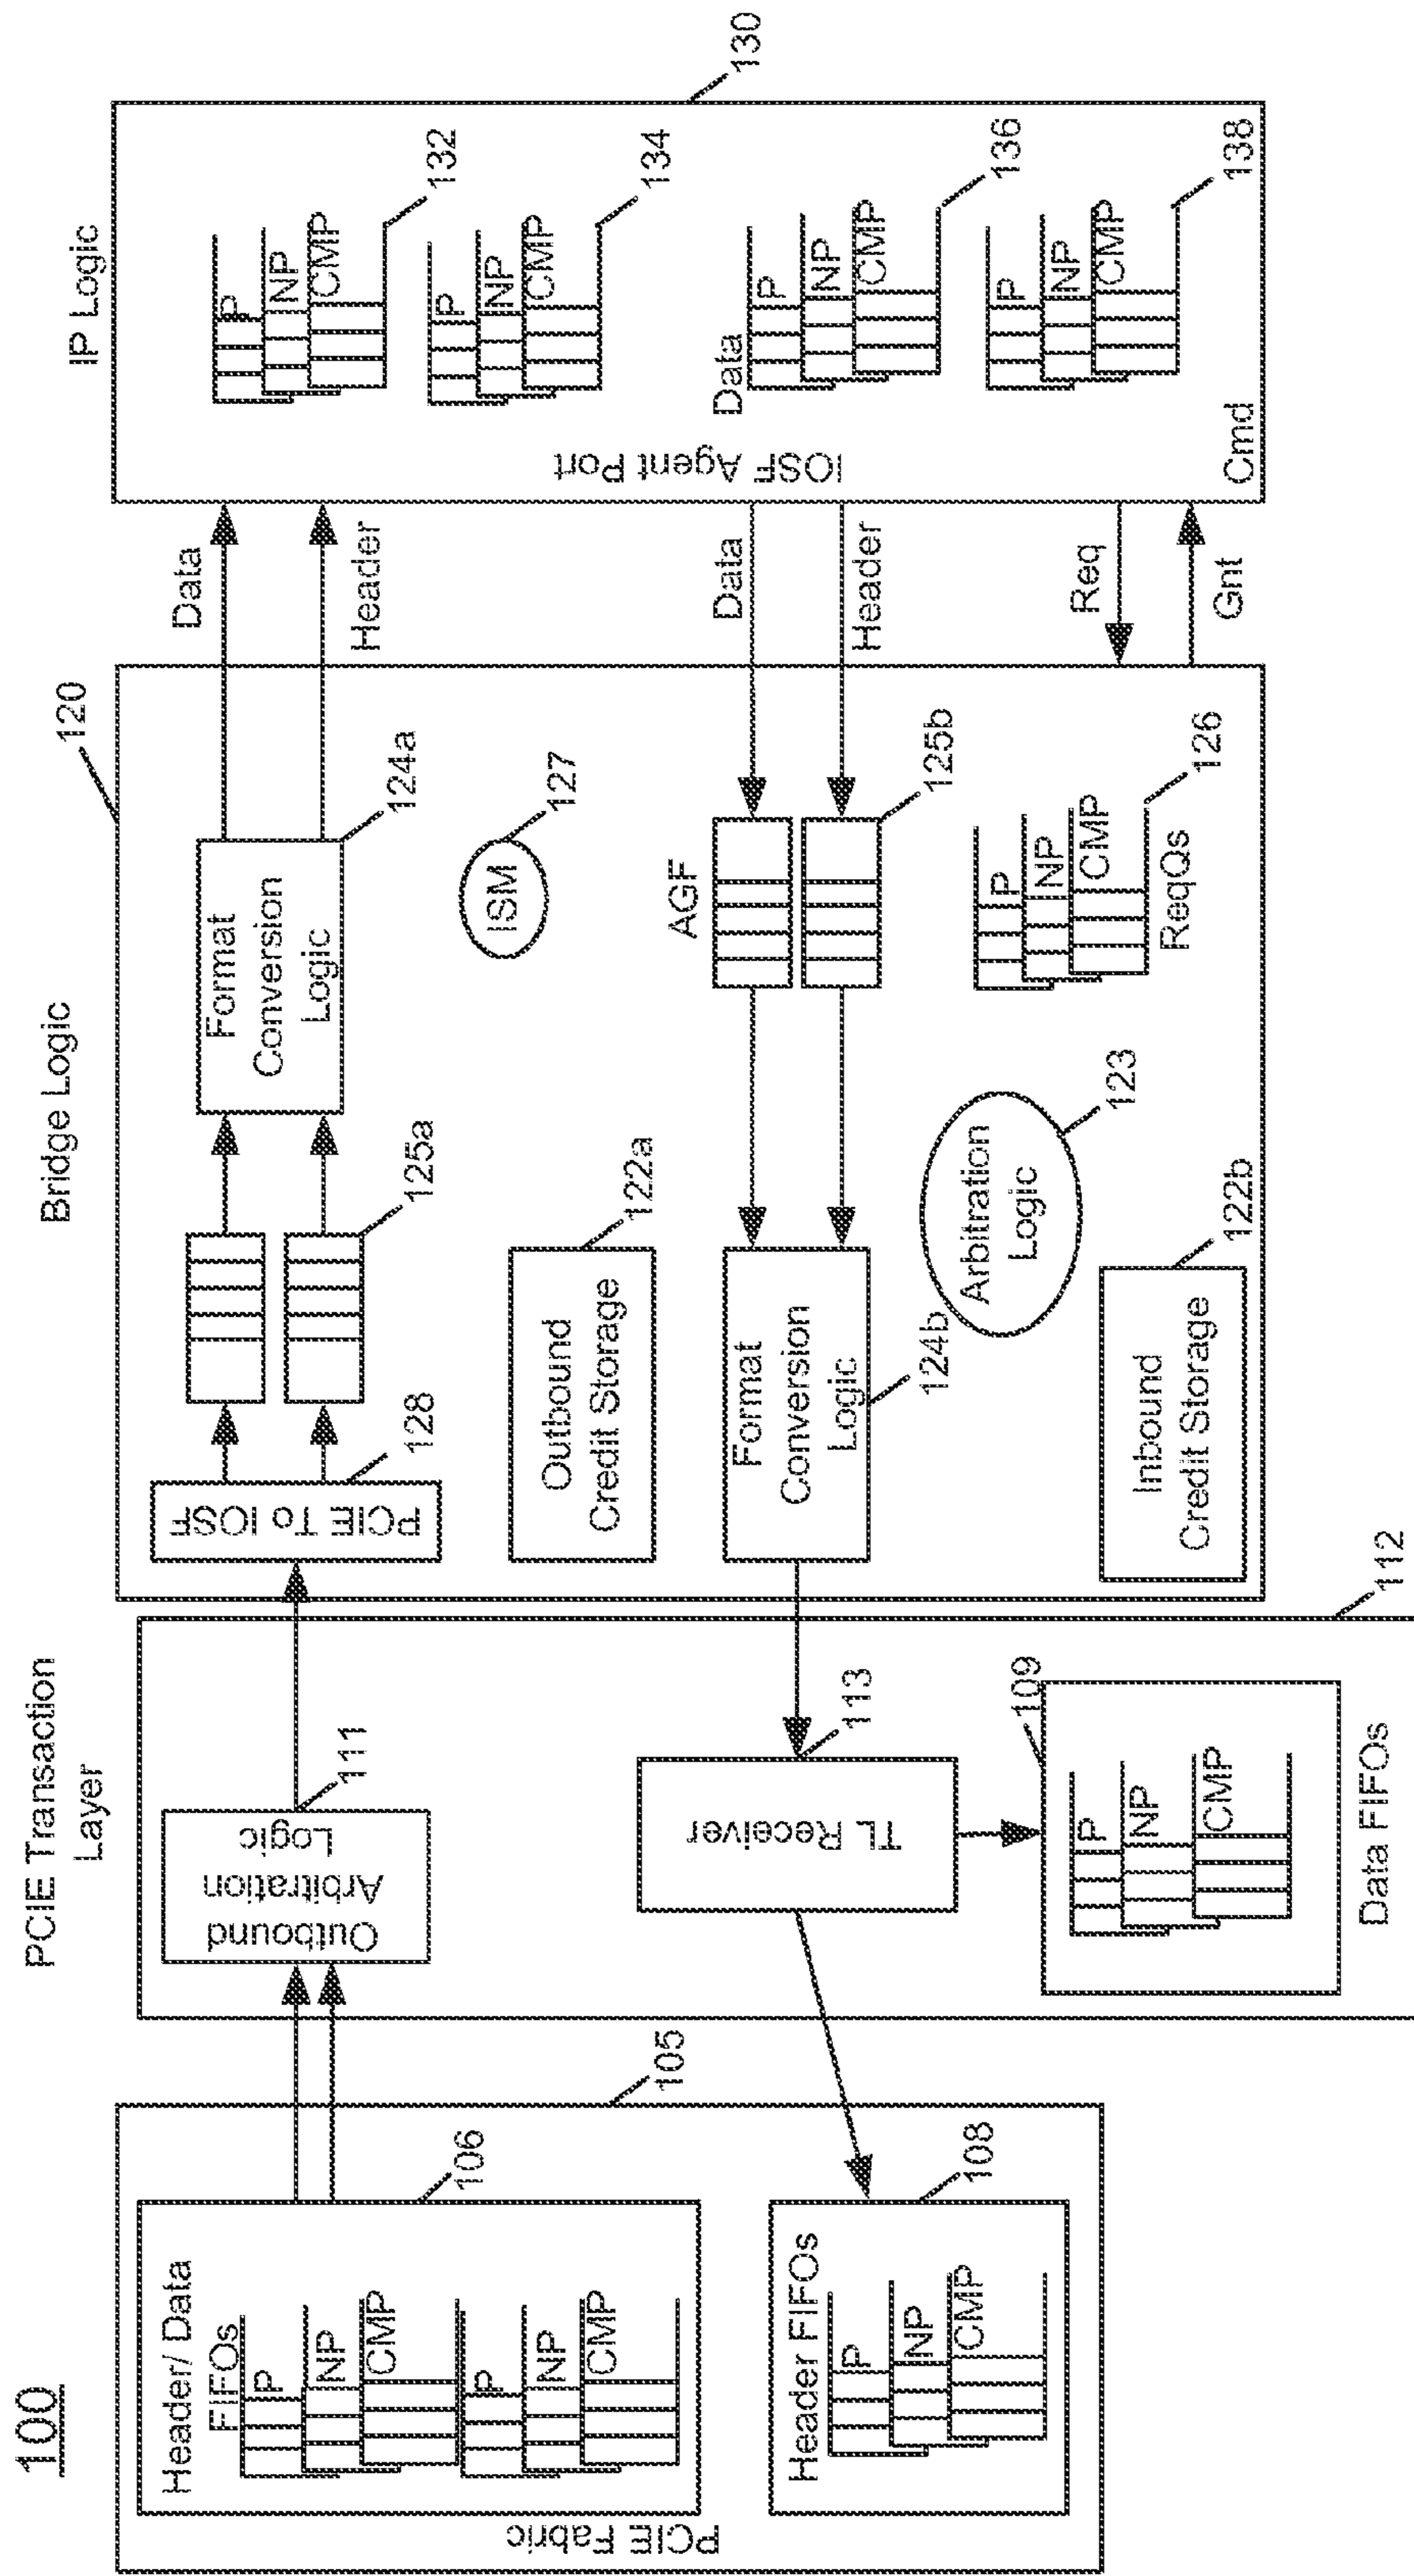 100
PCIE Fabric
Header/ Data
FIFOs
P
NP
CMP
P
NP
CMP
106
Header FIFOs
P
NP
CMP
108
105
PCIE Transaction
Layer
Outbound
Arbitration
Logic
111
TL Receiver
113
109
P
NP
CMP
Data FIFOs
112
Bridge Logic
120
PCIE To IOSF
128
125a
Format
Conversion
Logic
124a
Outbound
Credit Storage
122a
ISM
127
Format
Conversion
Logic
124b
AGF
125b
Arbitration
Logic
123
P
NP
CMP
126
ReqQs
Inbound
Credit Storage
122b
Data
Header
Data
Header
Req
Gnt
IP Logic
IOSF Agent Port
P
NP
CMP
132
P
NP
CMP
134
Data
P
NP
CMP
136
P
NP
CMP
138
Cmd
130